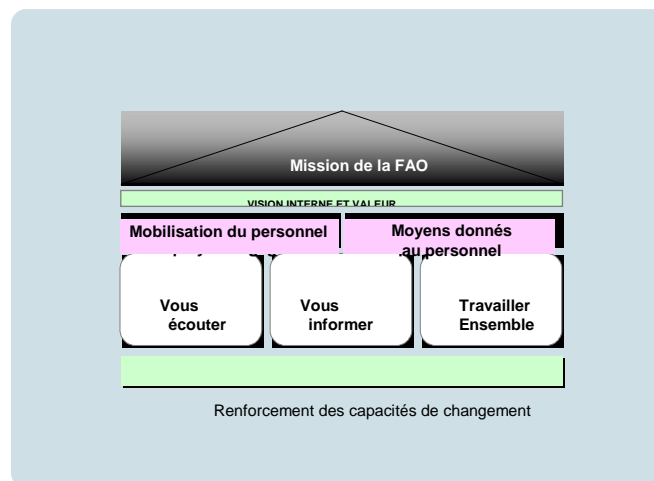 Mission de la FAO
VISION INTERNE ET VALEUR
Mobilisation du personnel
Moyens donnés
au personnel
Vous
écouter
Vous
informer
Travailler
Ensemble
Renforcement des capacités de changement